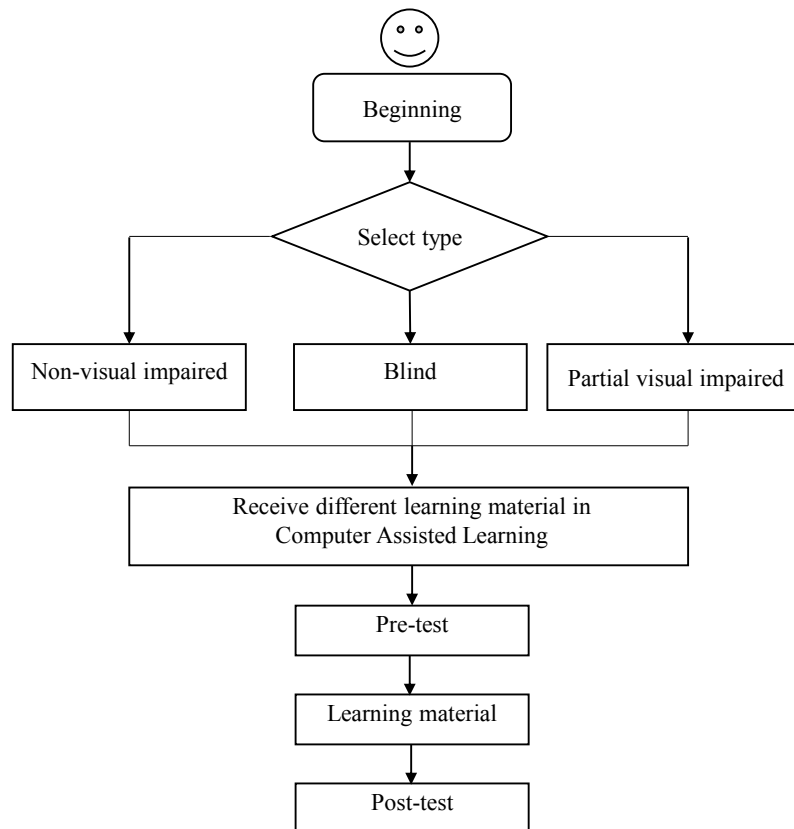 Beginning
Select type
Non-visual impaired
Blind
Partial visual impaired
Receive different learning material in
Computer Assisted Learning
Pre-test
Learning material
Post-test